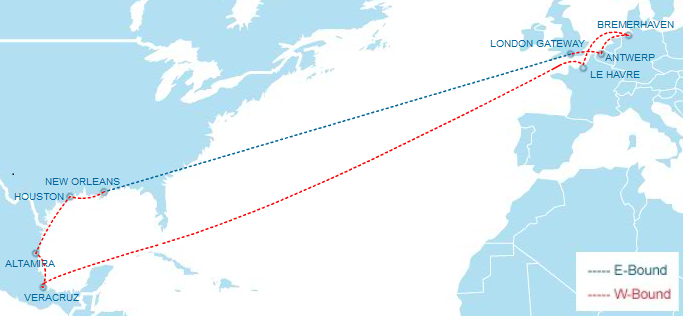 BREMERHAVEN
LONDON GATEWAY
ANTWERP
LE HAVRE
NEW ORLEANS
HOUSTON
ALTAMIRA
VERACRUZ
----- E-Bound
----- W-Bound